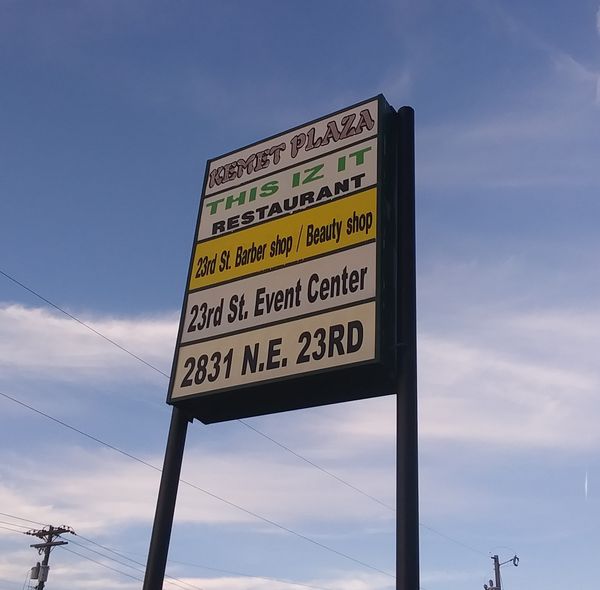 KEMET PLAZA
THIS IZ IT
RESTAURANT
23rd St. Barber shop / Beauty shop
23rd St. Event Center
2831 N.E. 23RD